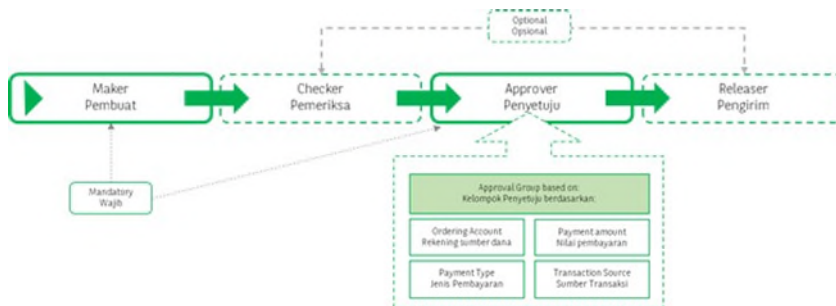 Optional
Opsional
Maker
Pembuat
Checker
Pemeriksa
Approver
Penyetuju
Releaser
Pengirim
Mandatory
Wajib
Approval Group based on:
Kelompok Penyetuju berdasarkan:
Ordering Account
Rekening sumber dana
Payment amount
Nilai pembayaran
Payment Type
Jenis Pembayaran
Transaction Source
Sumber Transaksi